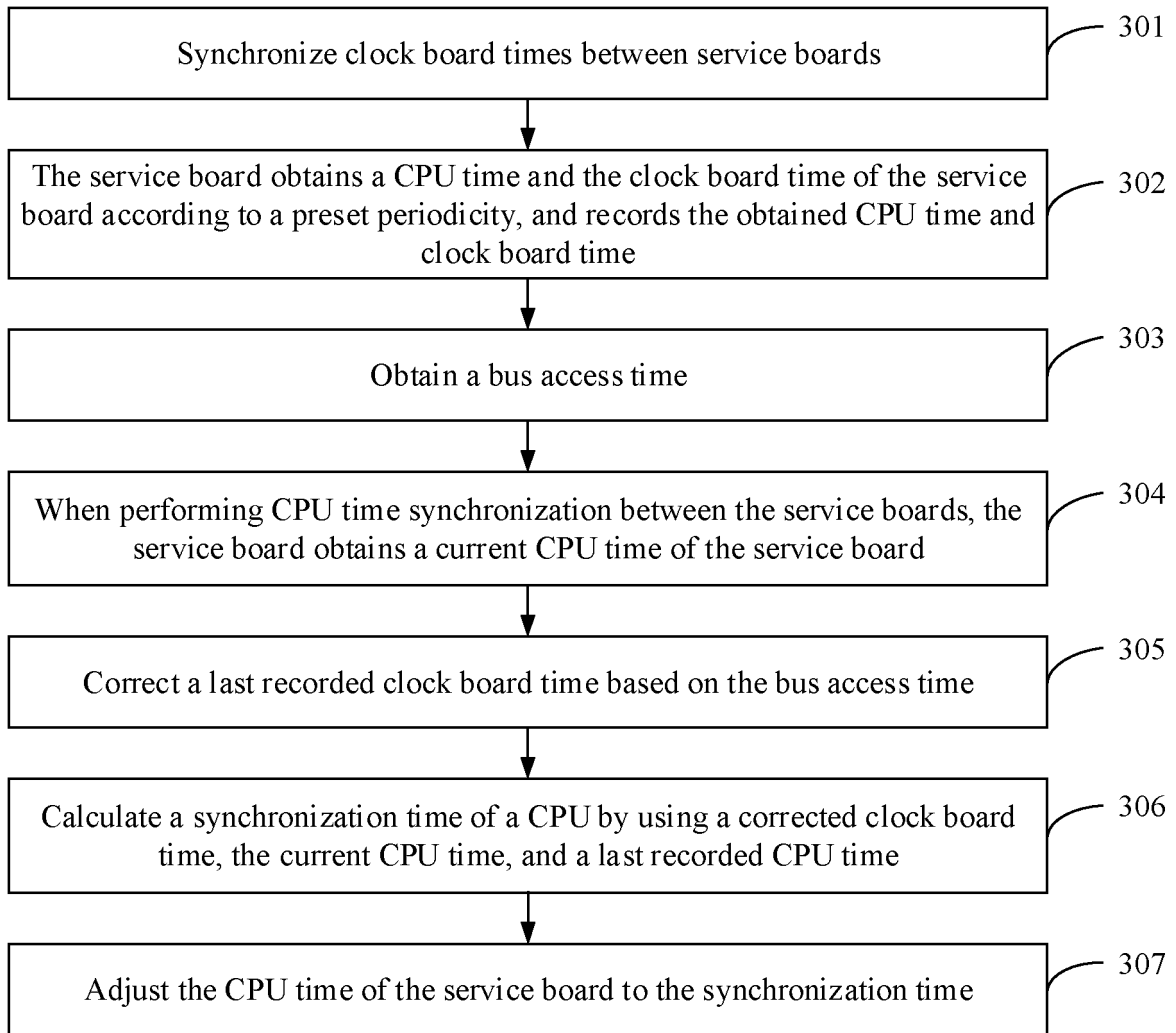 Synchronize clock board times between service boards
301
The service board obtains a CPU time and the clock board time of the service
board according to a preset periodicity, and records the obtained CPU time and
clock board time
302
Obtain a bus access time
303
When performing CPU time synchronization between the service boards, the
service board obtains a current CPU time of the service board
304
Correct a last recorded clock board time based on the bus access time
305
Calculate a synchronization time of a CPU by using a corrected clock board
time, the current CPU time, and a last recorded CPU time
306
Adjust the CPU time of the service board to the synchronization time
307